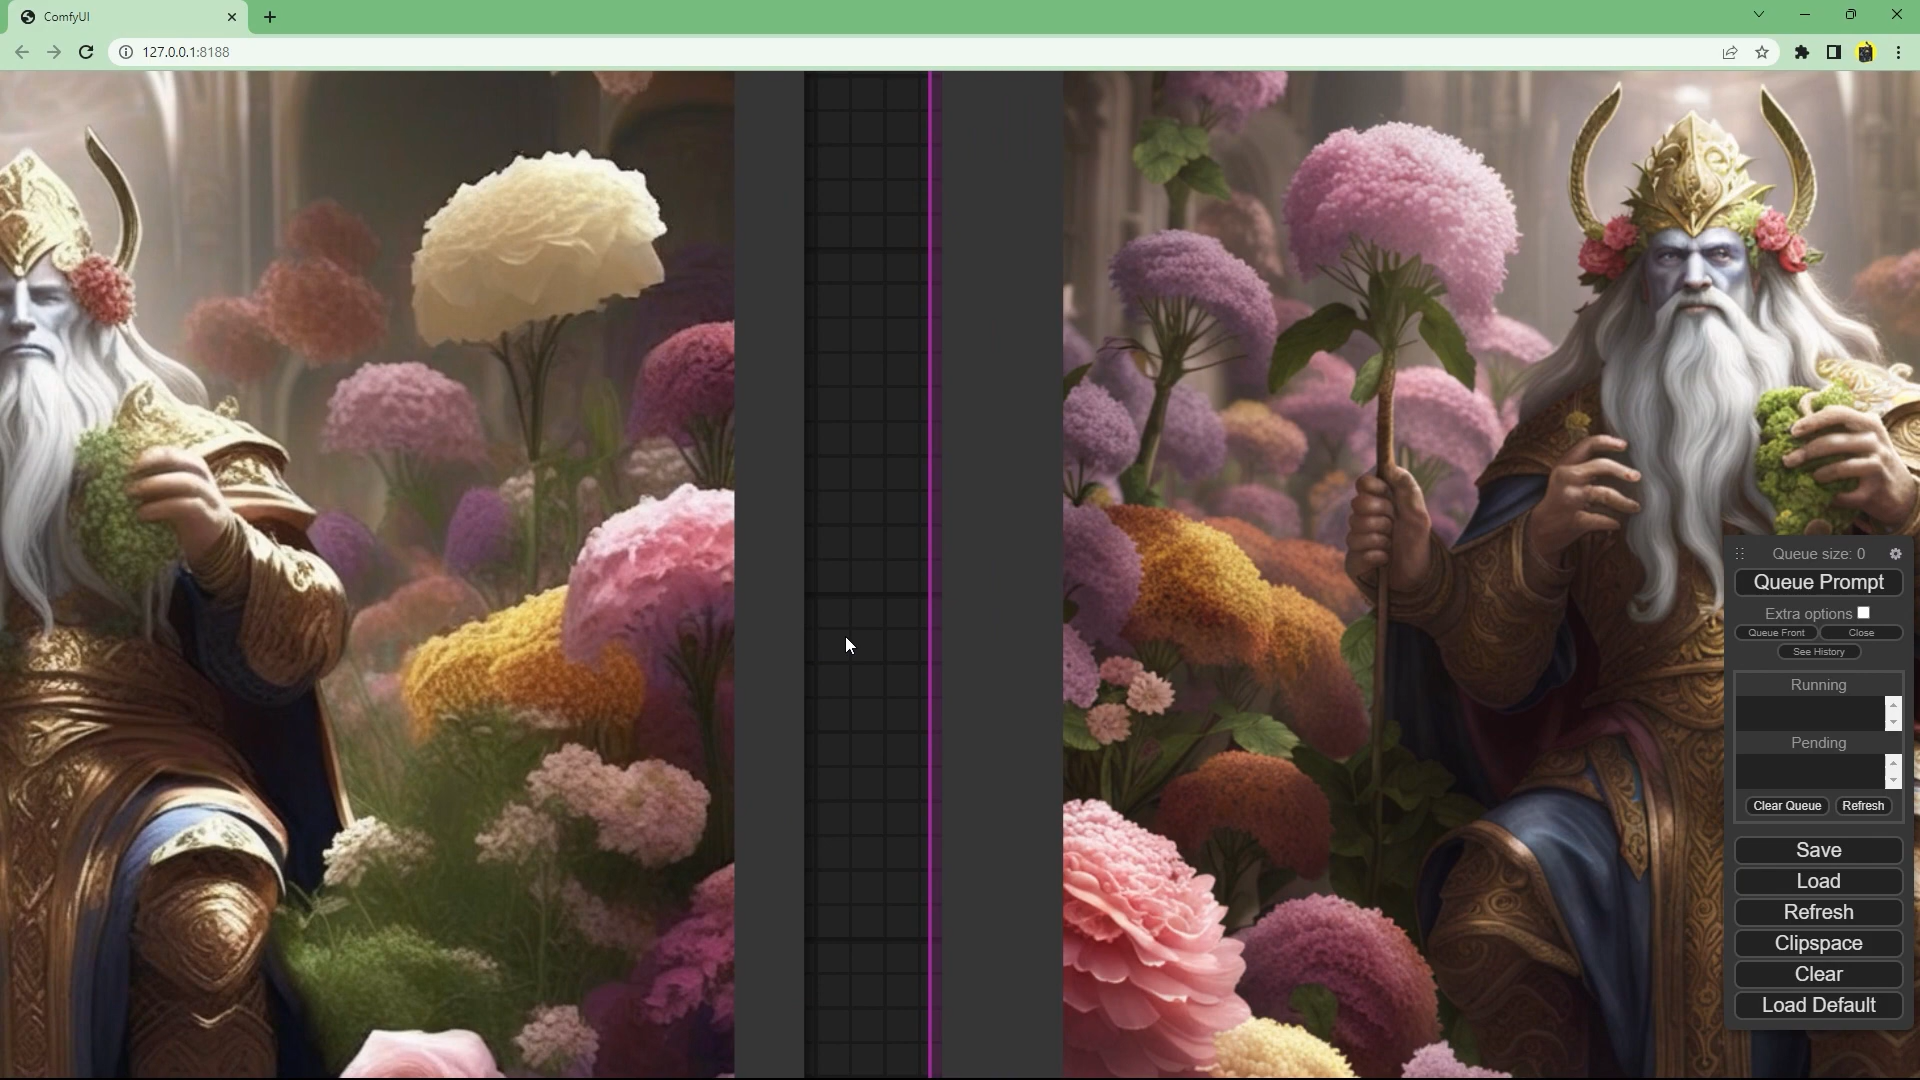 ComfyUI
127.0.0.1:8188
Queue size: 0
Queue Prompt
Extra options
Queue Front Close
See History
Running
Pending
Clear Queue Refresh
Save
Load
Refresh
Clipspace
Clear
Load Default